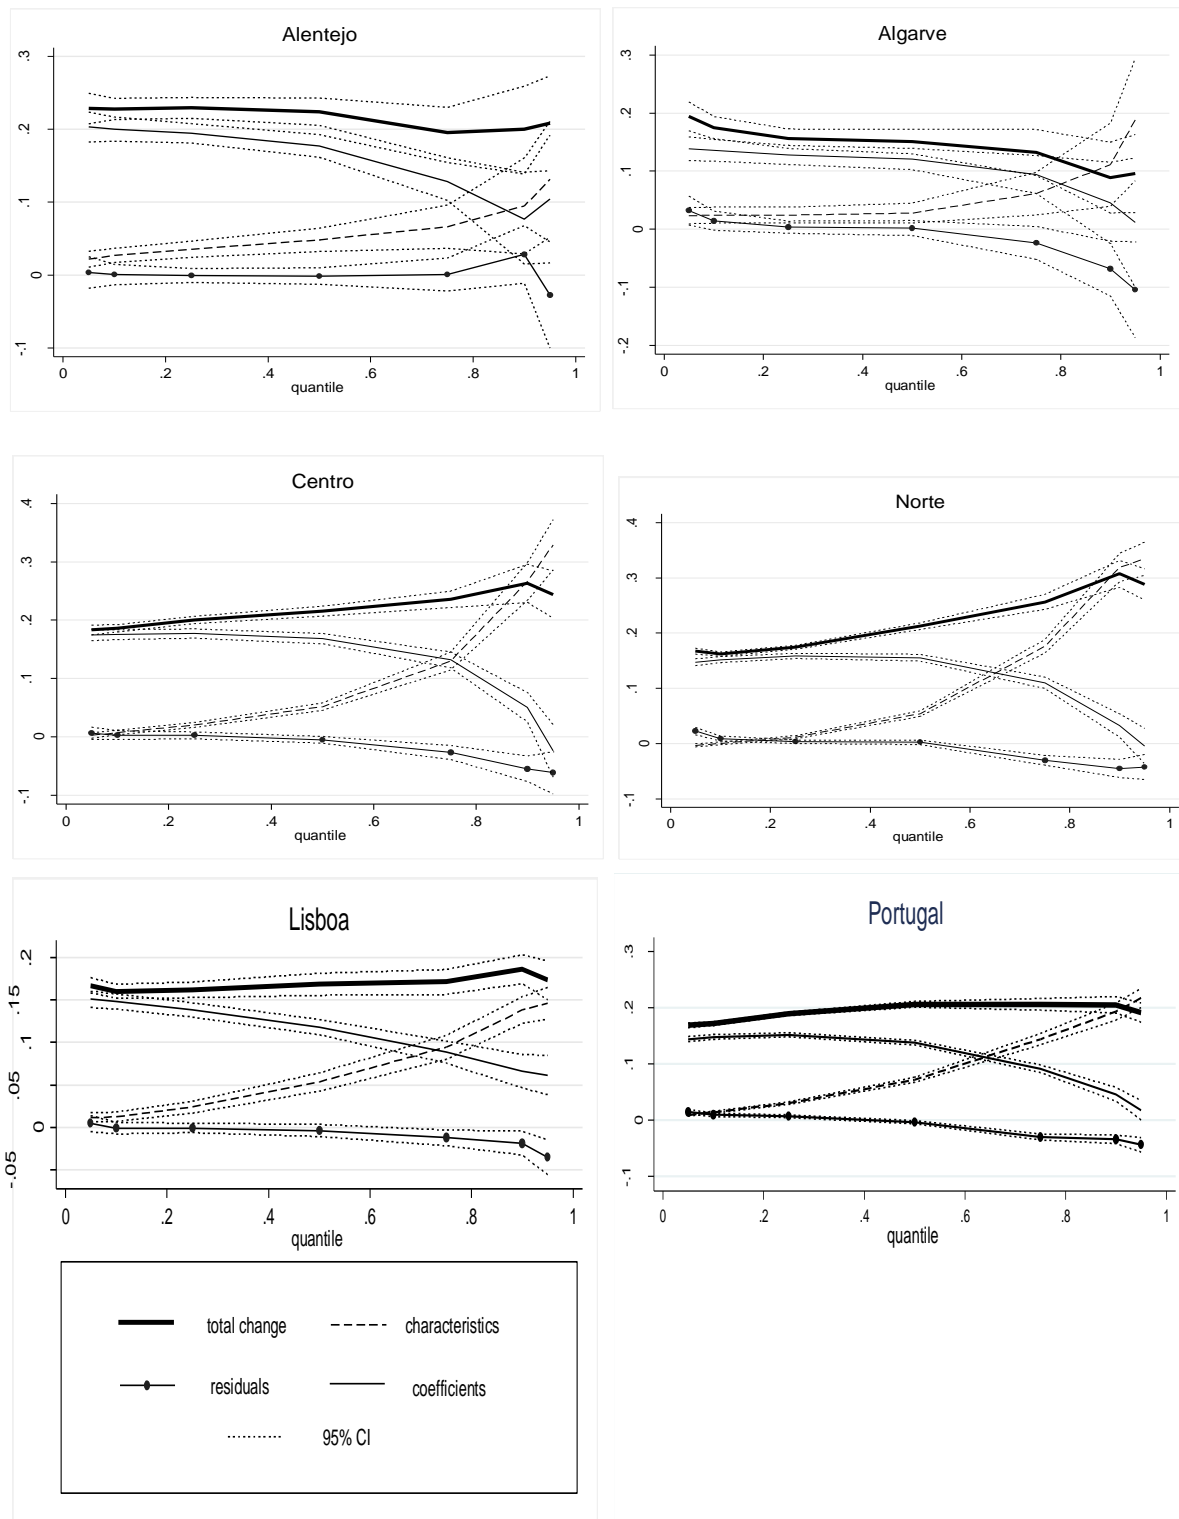 Alentejo
.3
.2
.1
0
-.1
0 .2 .4 .6 .8 1
quantile
Algarve
.3
.2
.1
0
-.1
-.2
0 .2 .4 .6 .8 1
quantile
Centro
.4
.3
.2
.1
0
-.1
0 .2 .4 .6 .8 1
quantile
Norte
.4
.3
.2
.1
0
-.1
0 .2 .4 .6 .8 1
quantile
Lisboa
.2
.15
.1
.05
0
-.05
0 .2 .4 .6 .8 1
quantile
Portugal
.3
.2
.1
0
-.1
0 .2 .4 .6 .8 1
quantile
total change characteristics
residuals coefficients
95% CI